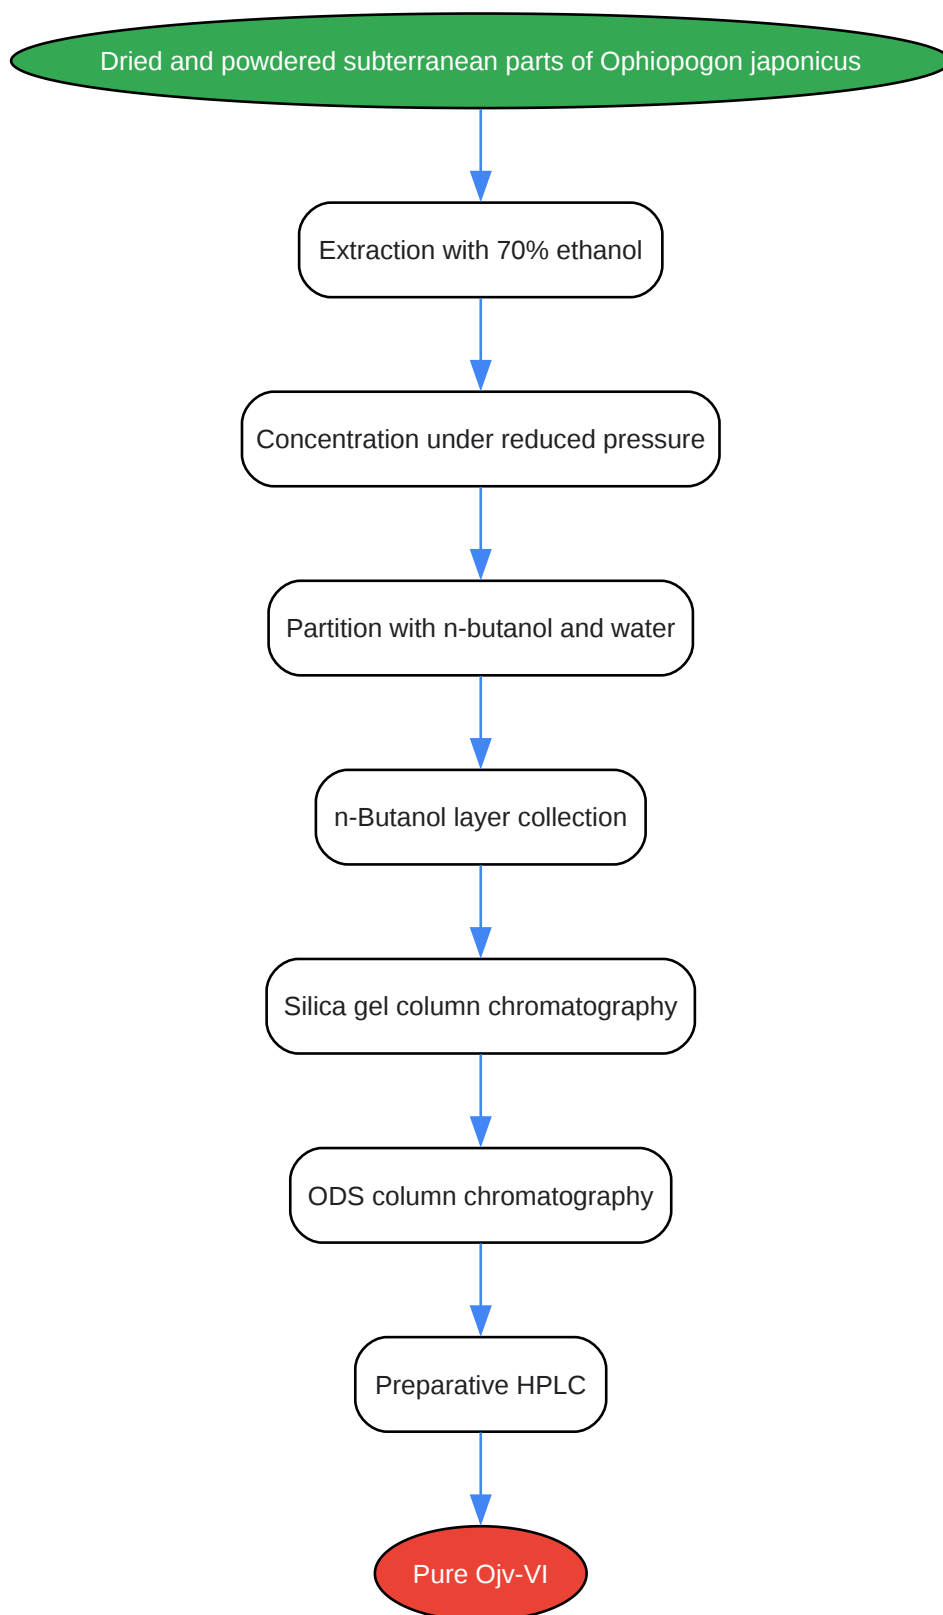 Dried and powdered subterranean parts of Ophiopogon japonicus
Extraction with 70% ethanol
Concentration under reduced pressure
Partition with n-butanol and water
n-Butanol layer collection
Silica gel column chromatography
ODS column chromatography
Preparative HPLC
Pure Ojv-VI